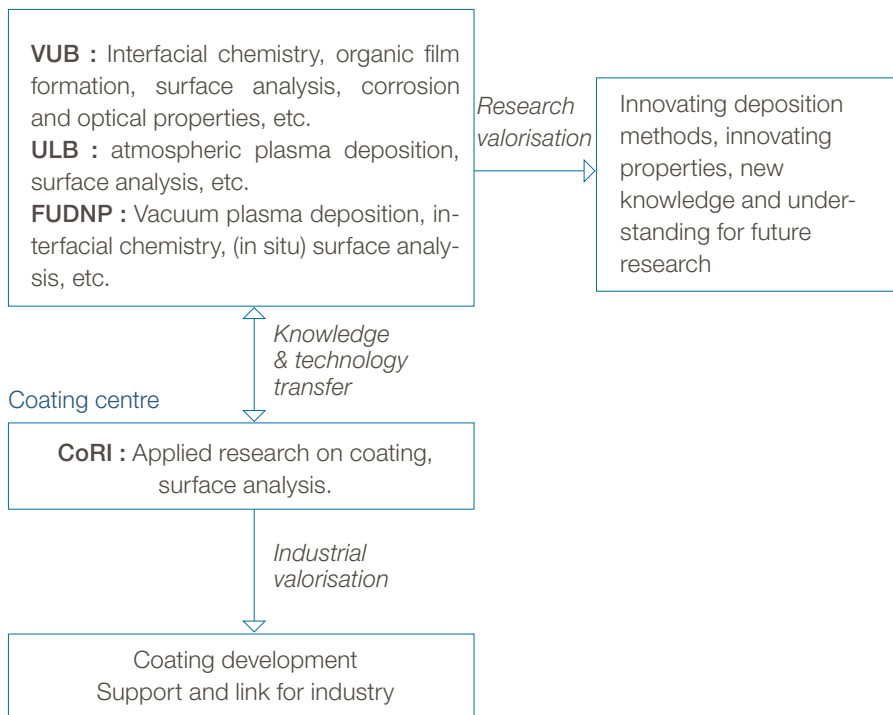 VUB : Interfacial chemistry, organic film
formation, surface analysis, corrosion
and optical properties, etc.
ULB : atmospheric plasma deposition,
surface analysis, etc.
FUDNP : Vacuum plasma deposition, in-
terfacial chemistry, (in situ) surface analy-
sis, etc.
Research
valorisation
Innovating deposition
methods, innovating
properties, new
knowledge and under-
standing for future
research
Knowledge
& technology
transfer
Coating centre
CoRI : Applied research on coating,
surface analysis.
Industrial
valorisation
Coating development
Support and link for industry